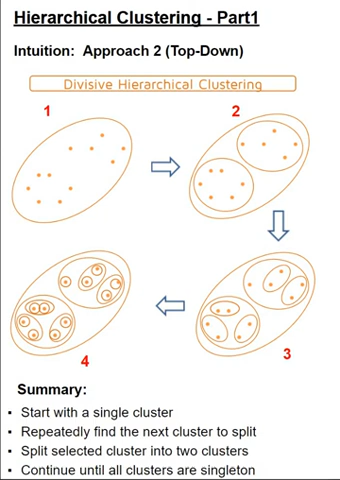 Hierarchical Clustering - Part1
Intuition: Approach 2 (Top-Down)
Divisive Hierarchical Clustering
1
2
4
3
Summary:
• Start with a single cluster
• Repeatedly find the next cluster to split
• Split selected cluster into two clusters
• Continue until all clusters are singleton